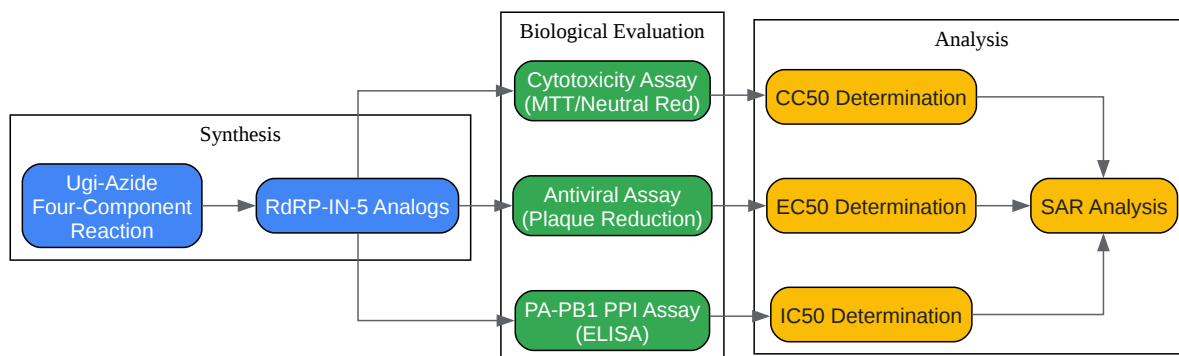 Synthesis
Ugi-Azide
Four-Component
Reaction
RdRP-IN-5 Analogs
Biological Evaluation
Cytotoxicity Assay
(MTT/Neutral Red)
Antiviral Assay
(Plaque Reduction)
PA-PB1 PPI Assay
(ELISA)
Analysis
CC50 Determination
EC50 Determination
IC50 Determination
SAR Analysis